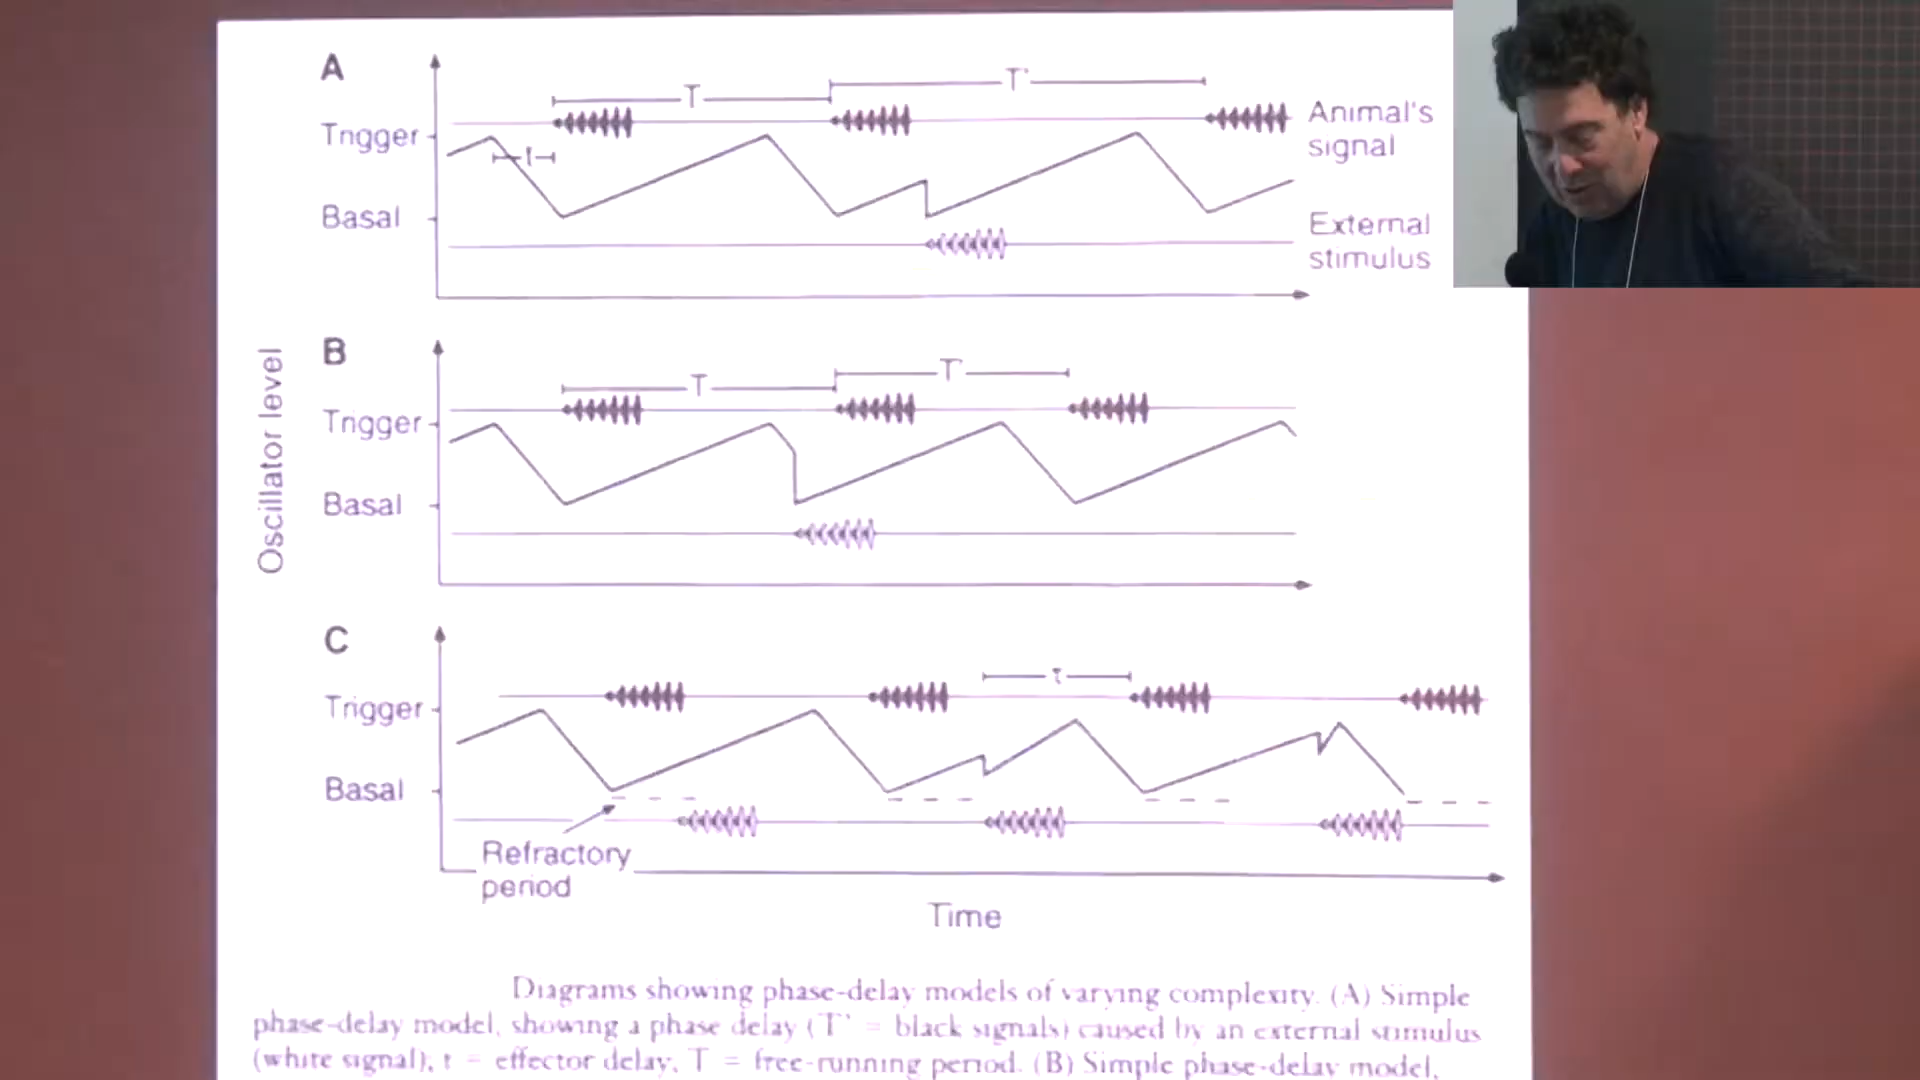 A
T
T'
Trigger
t
Animal's
signal
Basal
External
stimulus
B
T
T'
Trigger
Basal
Oscillator level
C
τ
Trigger
Basal
Refractory
period
Time
Diagrams showing phase-delay models of varying complexity. (A) Simple
phase-delay model, showing a phase delay (T' = black signals) caused by an external stimulus
(white signal), t = effector delay, T = free-running period. (B) Simple phase-delay model,